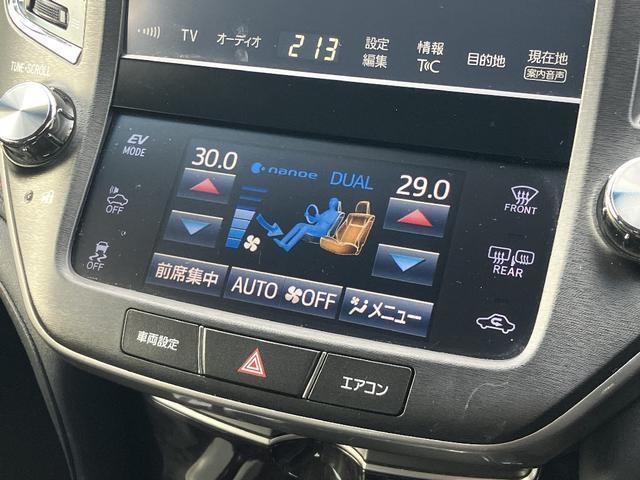 TV オーディオ 213 設定 編集 情報 T C 目的地 現在地 案内音声
TUNE•SCROLL
EV MODE
30.0 nanoe DUAL 29.0
OFF
FRONT
OFF
REAR
前席集中 AUTO OFF メニュー
車両設定 エアコン